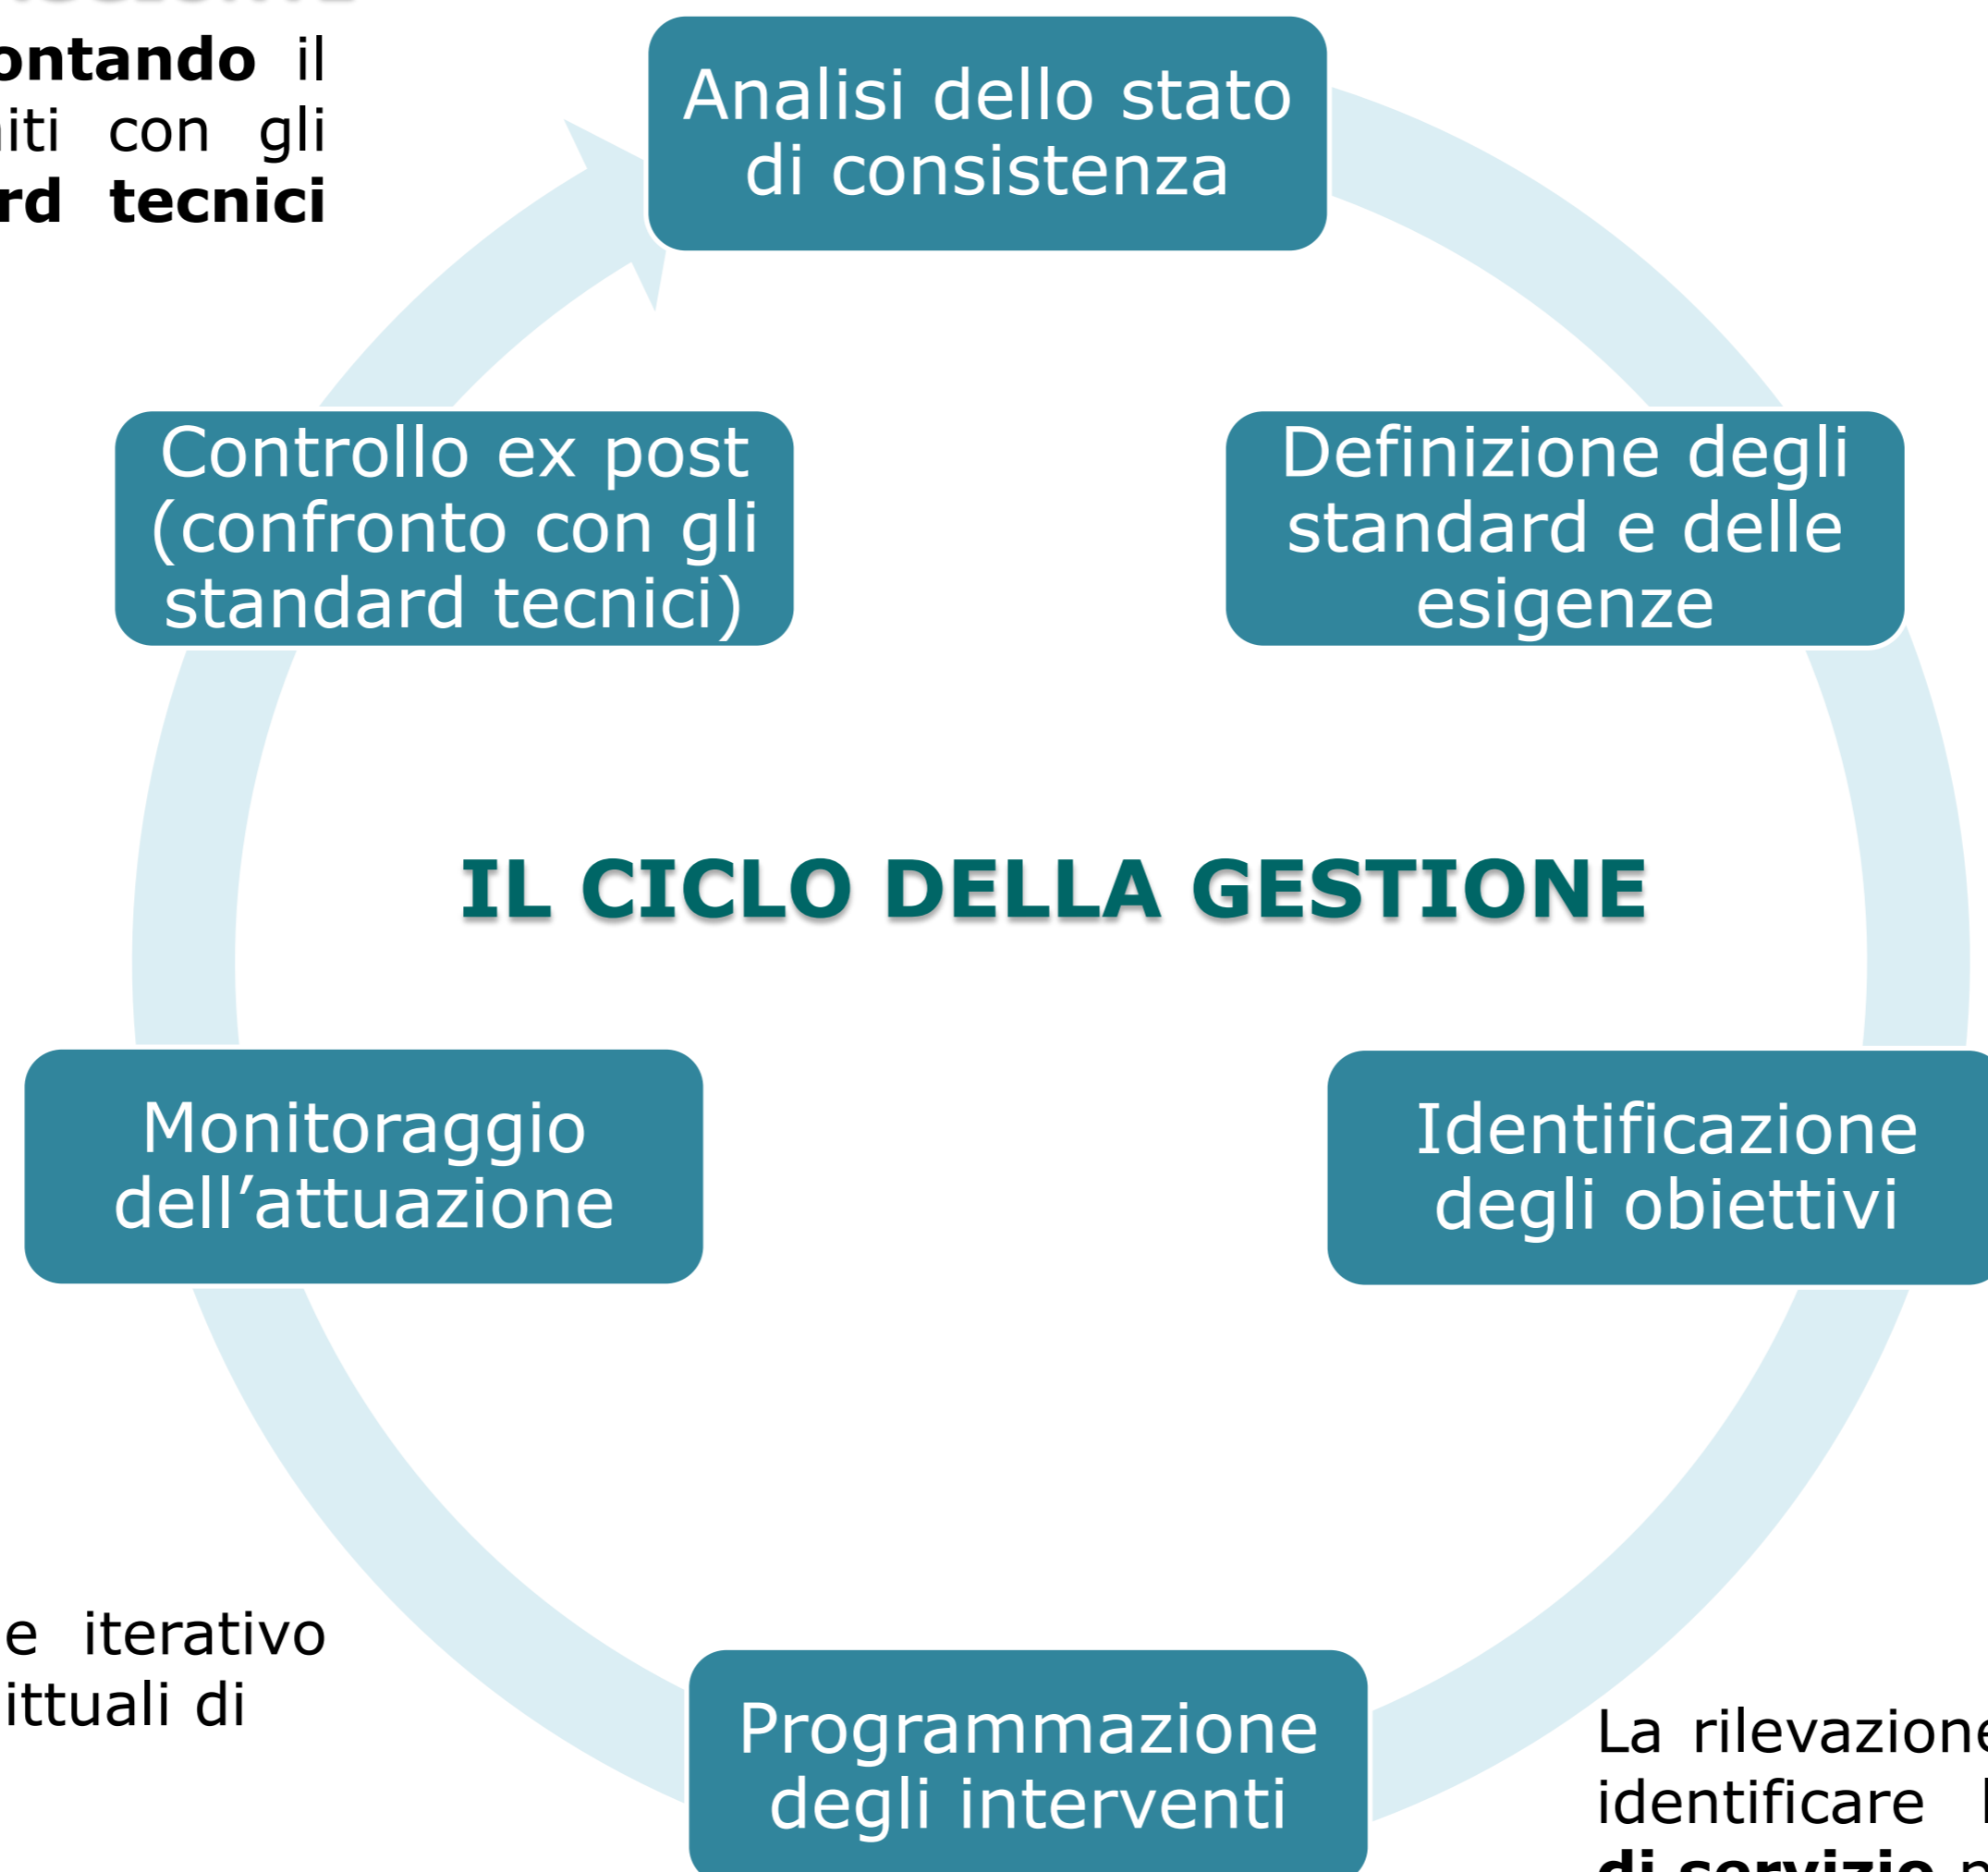 ontando il
con gli
tecnici
Analisi dello stato
di consistenza
Controllo ex post
(confronto con gli
standard tecnici)
Definizione degli
standard e delle
esigenze
IL CICLO DELLA GESTIONE
Monitoraggio
dell’attuazione
Identificazione
degli obiettivi
e iterativo
ittuali di
Programmazione
degli interventi
La rilevazione
identificare
di servizio